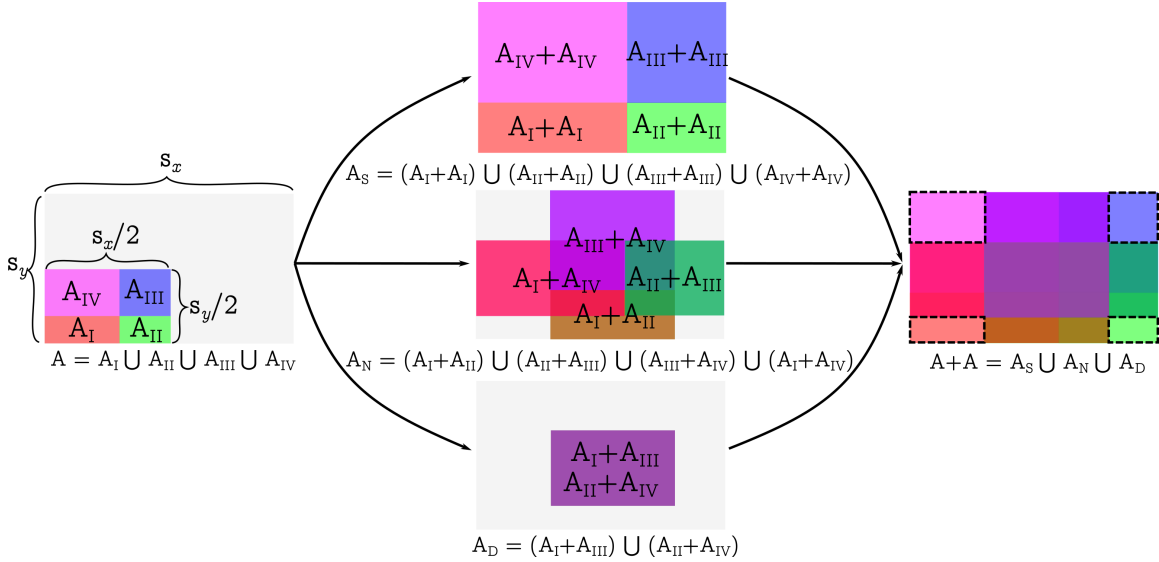 s_x
s_y
s_x/2
s_y/2
A_IV
A_III
A_I
A_II
A = A_I ⋃ A_II ⋃ A_III ⋃ A_IV
A_IV+A_IV
A_III+A_III
A_I+A_I
A_II+A_II
A_S = (A_I+A_I) ⋃ (A_II+A_II) ⋃ (A_III+A_III) ⋃ (A_IV+A_IV)
A_III+A_IV
A_I+A_IV
A_II+A_III
A_I+A_II
A_N = (A_I+A_II) ⋃ (A_II+A_III) ⋃ (A_III+A_IV) ⋃ (A_I+A_IV)
A_I+A_III
A_II+A_IV
A_D = (A_I+A_III) ⋃ (A_II+A_IV)
A+A = A_S ⋃ A_N ⋃ A_D